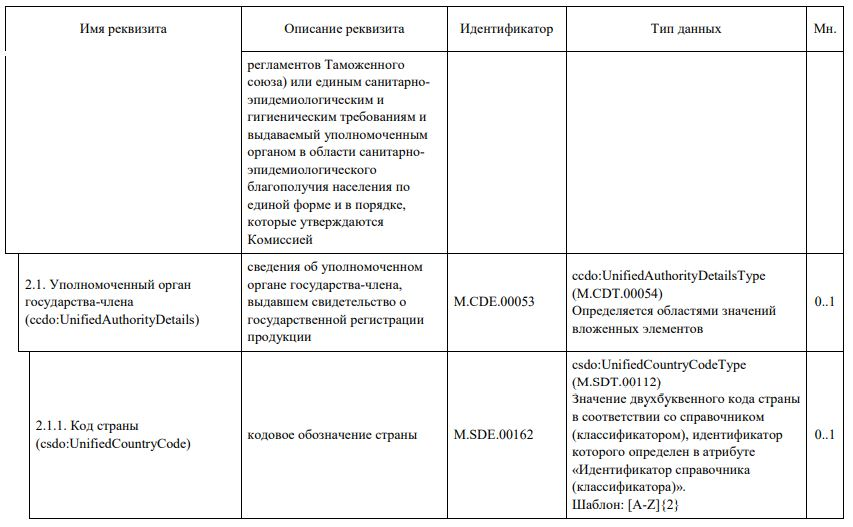 Имя реквизита
Описание реквизита
Идентификатор
Тип данных
Мн.
регламентов Таможенного
союза) или единым санитарно-
эпидемиологическим и
гигиеническим требованиям и
выдаваемый уполномоченным
органом в области санитарно-
эпидемиологического
благополучия населения по
единой форме и в порядке,
которые утверждаются
Комиссией
2.1. Уполномоченный орган
государства-члена
(ccdo:UnifiedAuthorityDetails)
сведения об уполномоченном
органе государства-члена,
выдавшем свидетельство о
государственной регистрации
продукции
M.CDE.00053
ccdo:UnifiedAuthorityDetailsType
(M.CDT.00054)
Определяется областями значений
вложенных элементов
0..1
2.1.1. Код страны
(csdo:UnifiedCountryCode)
кодовое обозначение страны
M.SDE.00162
csdo:UnifiedCountryCodeType
(M.SDT.00112)
Значение двухбуквенного кода страны
в соответствии со справочником
(классификатором), идентификатор
которого определен в атрибуте
«Идентификатор справочника
(классификатора)».
Шаблон: [A-Z]{2}
0..1